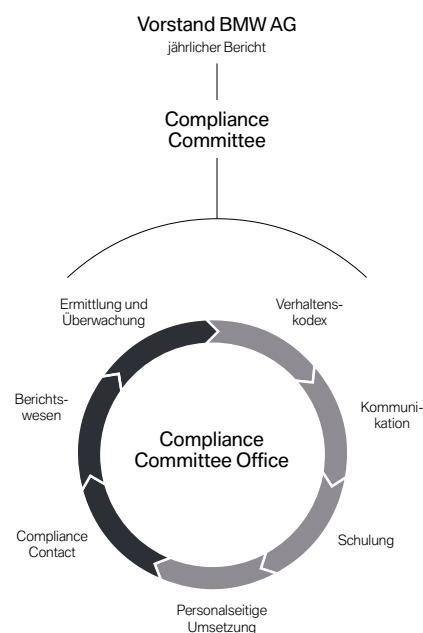 Vorstand BMW AG
jährlicher Bericht
Compliance
Committee
Ermittlung und
Überwachung
Verhaltens-
kodex
Berichts-
wesen
Kommuni-
kation
Compliance
Committee Office
Compliance
Contact
Schulung
Personalseitige
Umsetzung